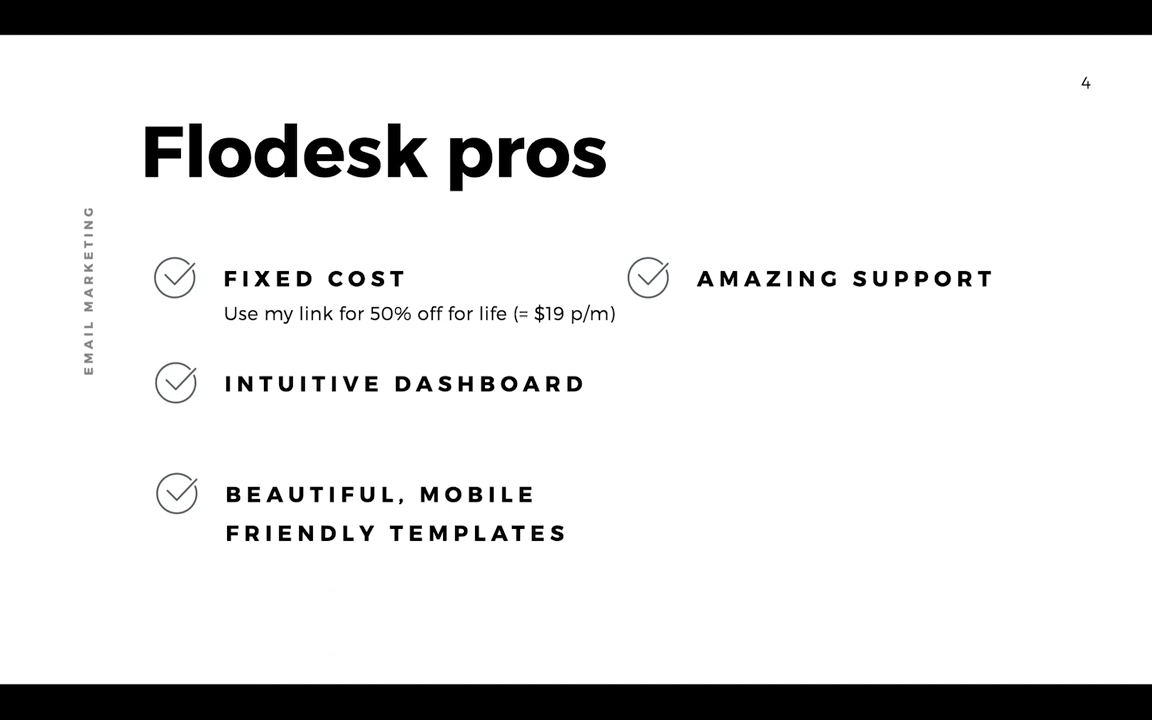 4
Flodesk pros
EMAIL MARKETING
FIXED COST
Use my link for 50% off for life (= $19 p/m)
INTUITIVE DASHBOARD
BEAUTIFUL, MOBILE
FRIENDLY TEMPLATES
AMAZING SUPPORT